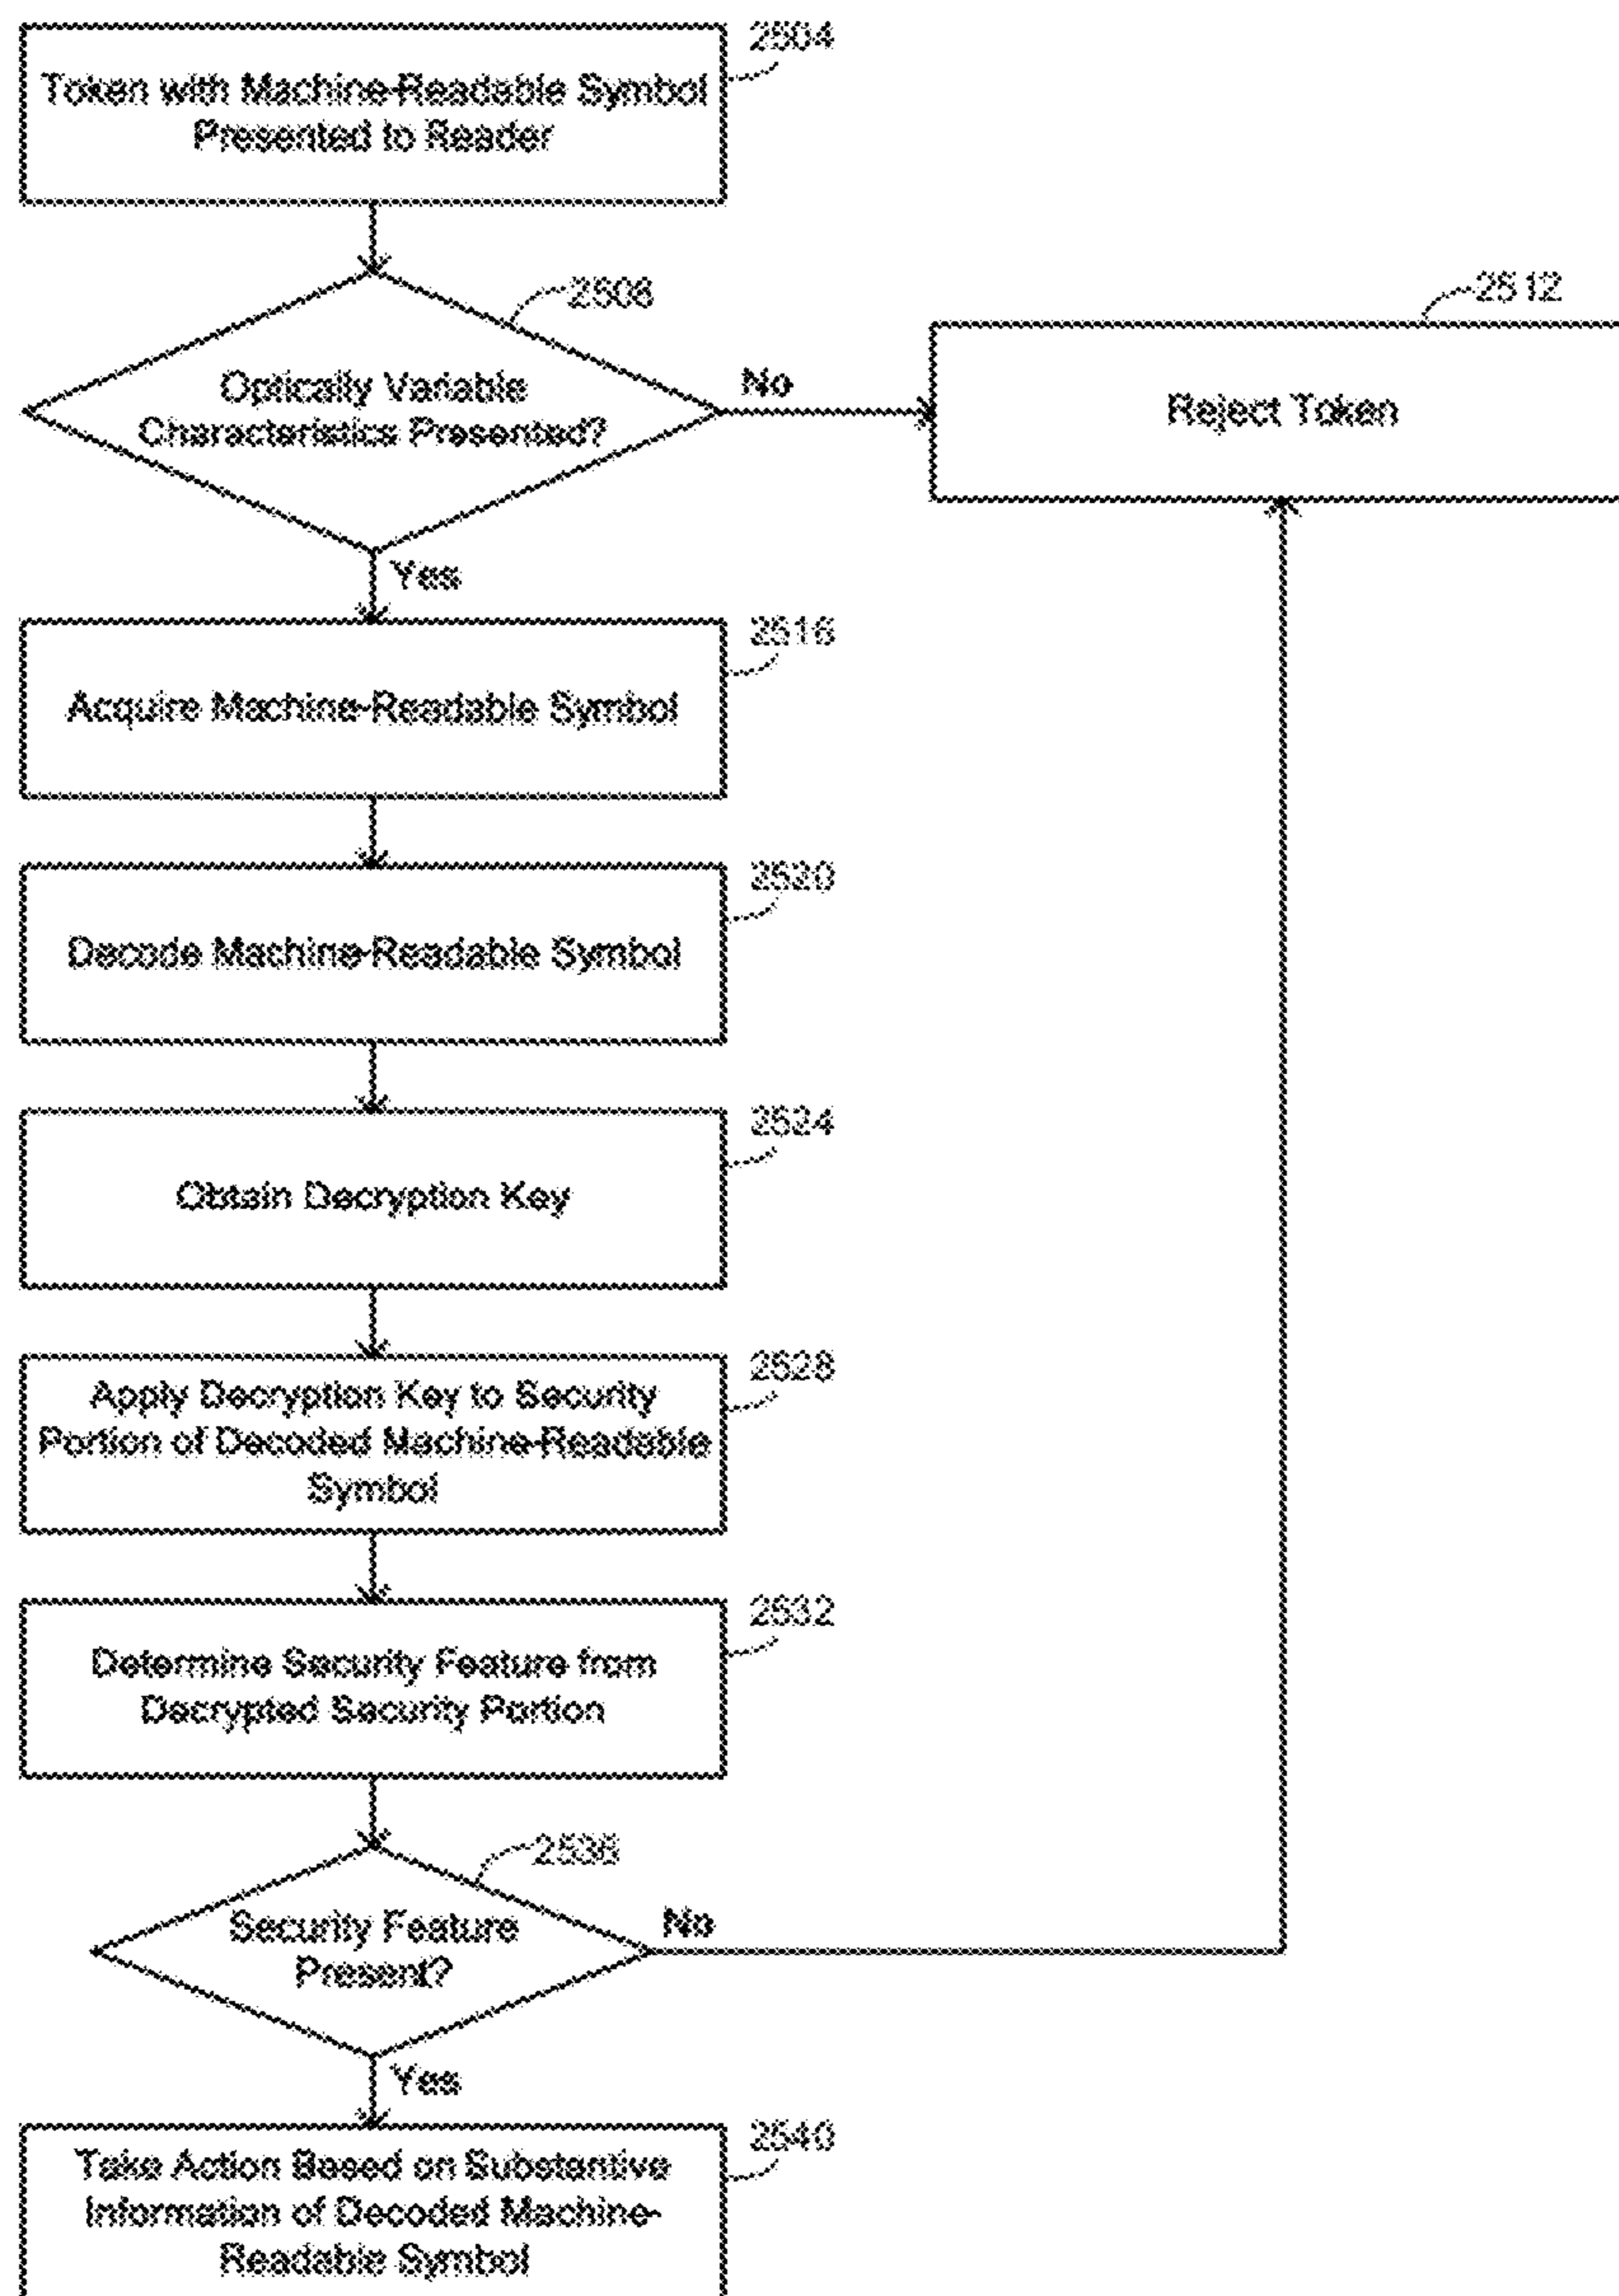 2504
Token with Machine-Readable Symbol
Presented to Reader
2508
Optically Variable
Characteristics Presented?
No
2512
Reject Token
Yes
2516
Acquire Machine-Readable Symbol
2520
Decode Machine-Readable Symbol
2524
Obtain Decryption Key
2528
Apply Decryption Key to Security
Portion of Decoded Machine-Readable
Symbol
2532
Determine Security Feature from
Decrypted Security Portion
2536
Security Feature
Present?
No
Yes
2540
Take Action Based on Substantive
Information of Decoded Machine-
Readable Symbol